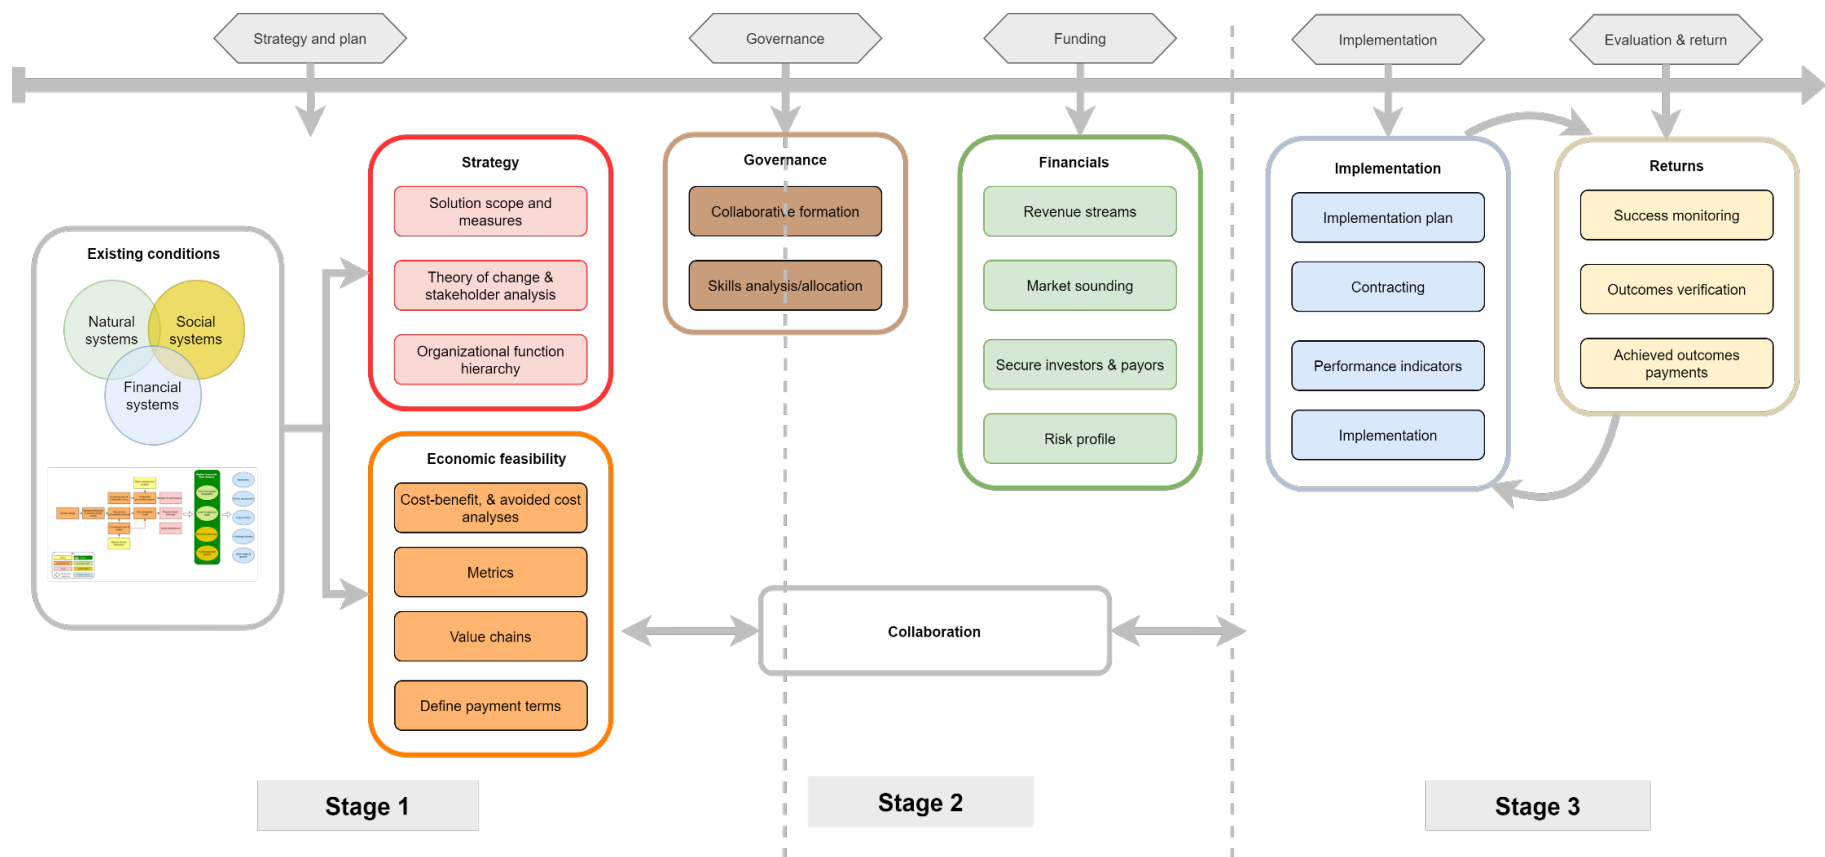 Strategy and plan
Governance
Funding
Implementation
Evaluation & return
Existing conditions
Natural
systems
Social
systems
Financial
systems
Strategy
Solution scope and
measures
Theory of change &
stakeholder analysis
Organizational function
hierarchy
Economic feasibility
Cost-benefit, & avoided cost
analyses
Metrics
Value chains
Define payment terms
Governance
Collaborative formation
Skills analysis/allocation
Financials
Revenue streams
Market sounding
Secure investors & payors
Risk profile
Collaboration
Implementation
Implementation plan
Contracting
Performance indicators
Implementation
Returns
Success monitoring
Outcomes verification
Achieved outcomes
payments
Stage 1
Stage 2
Stage 3